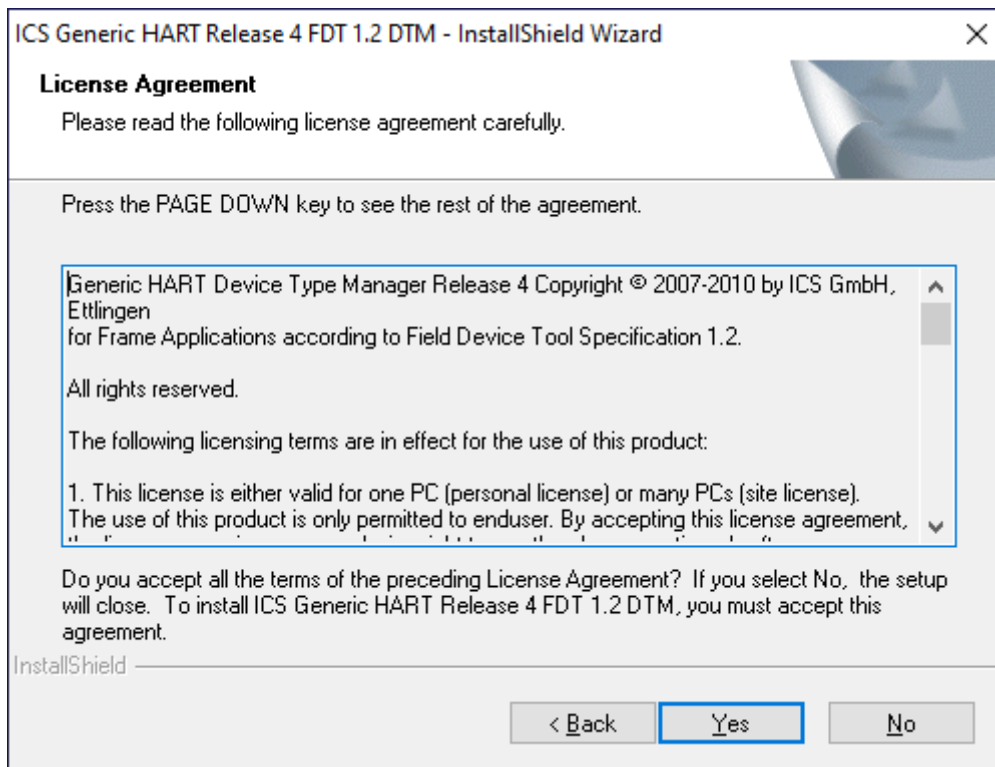 ICS Generic HART Release 4 FDT 1.2 DTM - InstallShield Wizard
License Agreement
Please read the following license agreement carefully.
Press the PAGE DOWN key to see the rest of the agreement.
Generic HART Device Type Manager Release 4 Copyright © 2007-2010 by ICS GmbH,
Ettlingen
for Frame Applications according to Field Device Tool Specification 1.2.
All rights reserved.
The following licensing terms are in effect for the use of this product:
1. This license is either valid for one PC (personal license) or many PCs (site license).
The use of this product is only permitted to enduser. By accepting this license agreement,
Do you accept all the terms of the preceding License Agreement? If you select No, the setup
will close. To install ICS Generic HART Release 4 FDT 1.2 DTM, you must accept this
agreement.
InstallShield
< Back
Yes
No